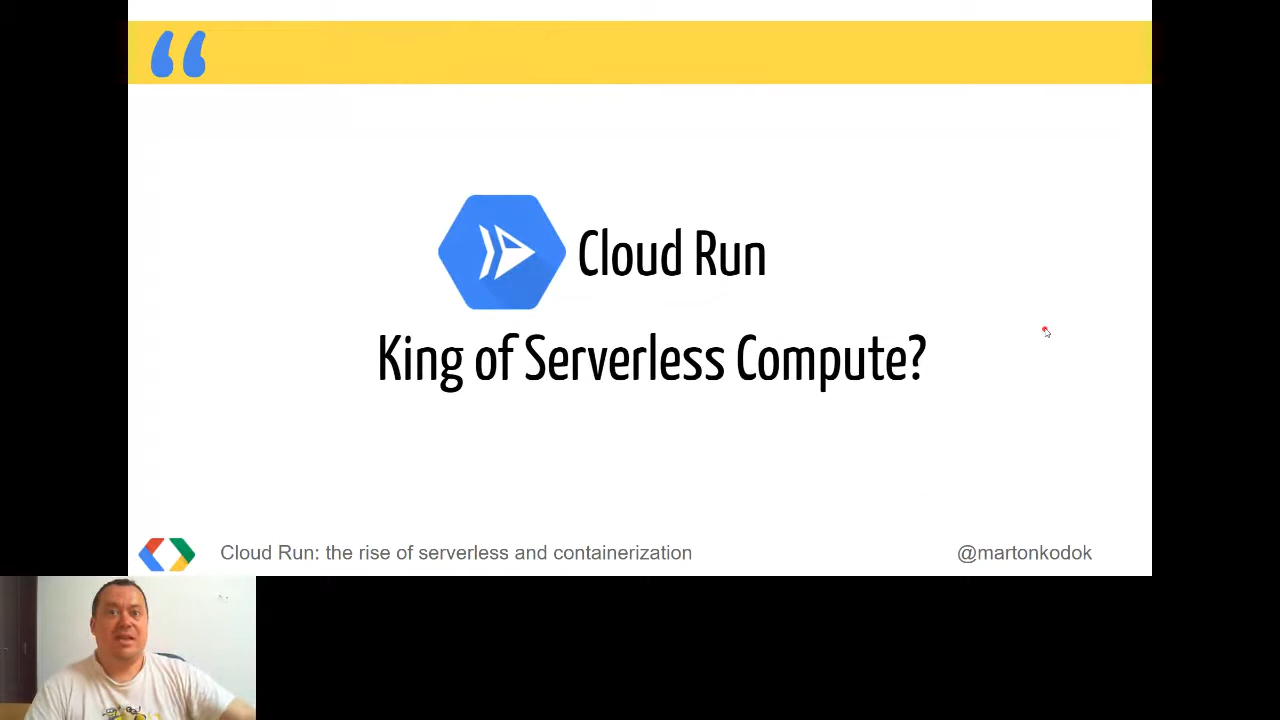 Cloud Run
King of Serverless Compute?
Cloud Run: the rise of serverless and containerization
@martonkodok